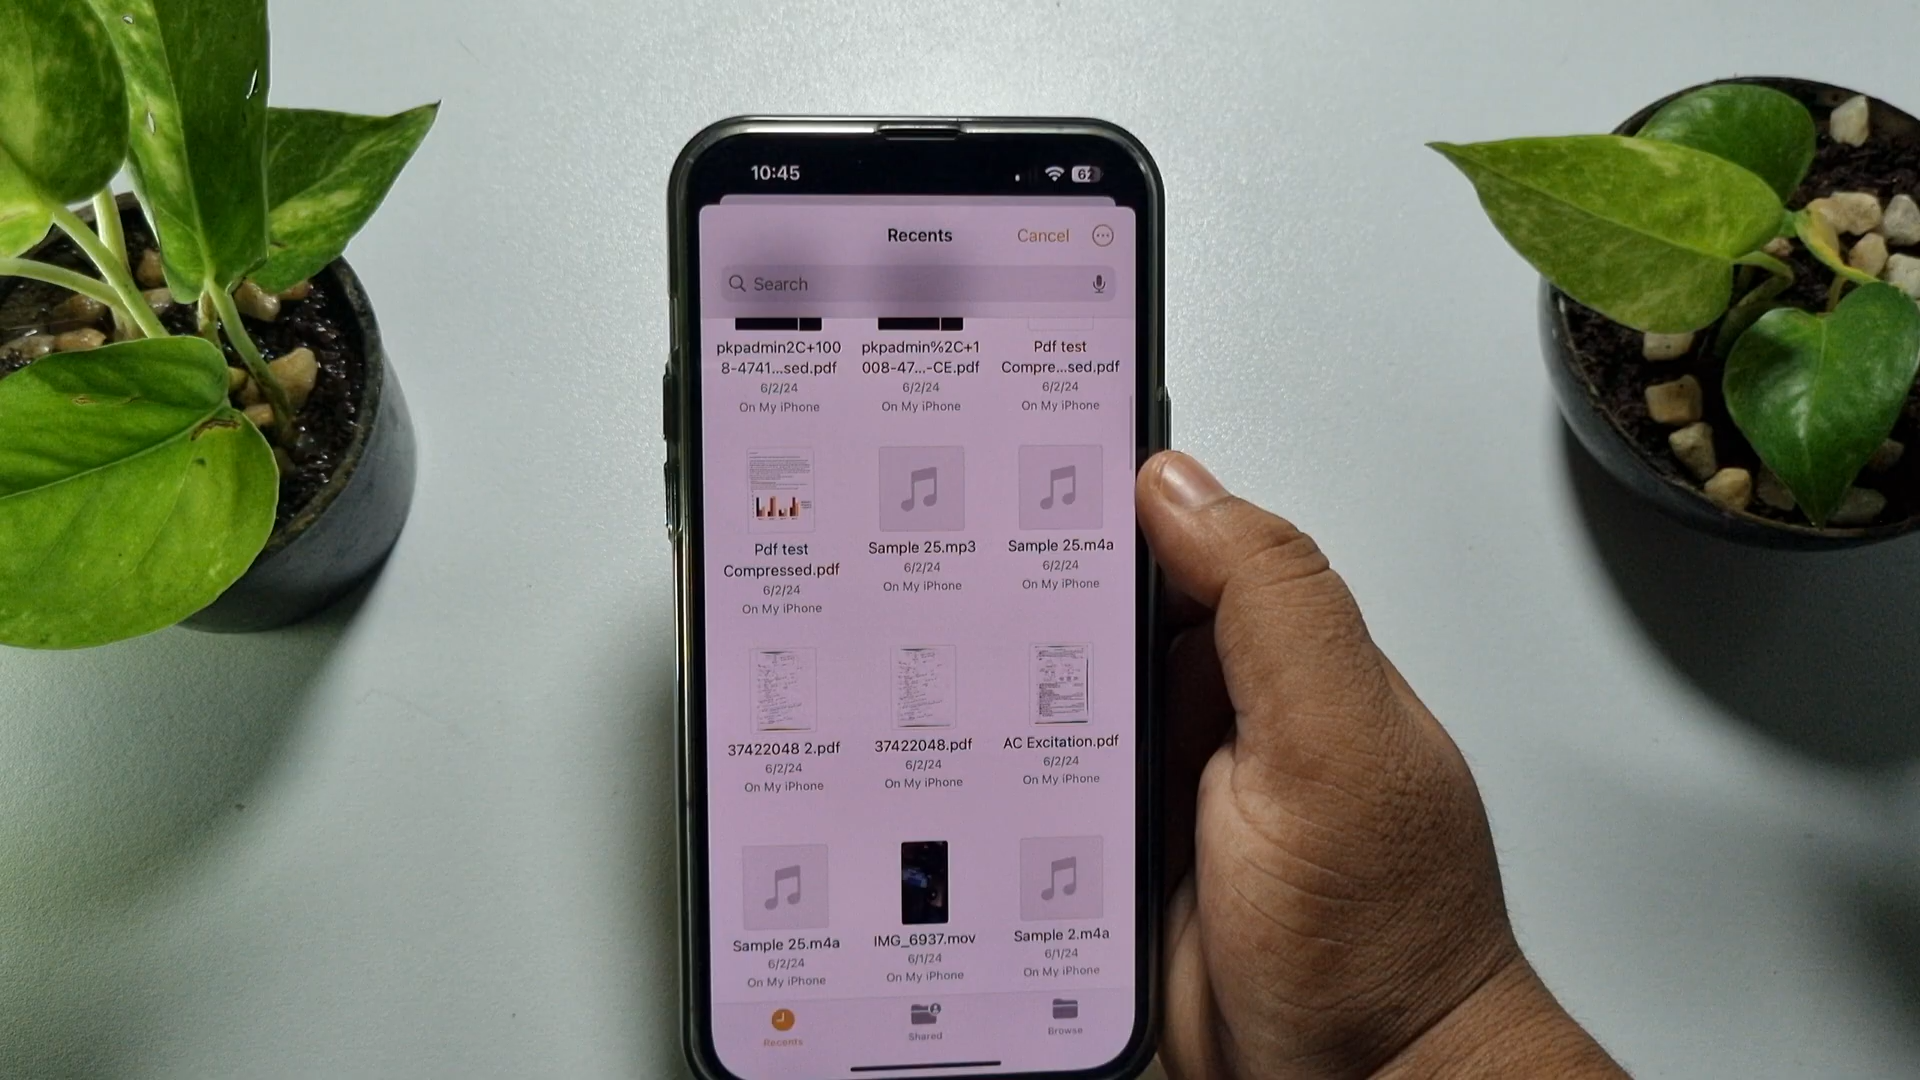 10:45
62
Recents
Cancel
Search
pkpadmin2C+100
8-4741...sed.pdf
6/2/24
On My iPhone
pkpadmin%2C+1
008-47...-CE.pdf
6/2/24
On My iPhone
Pdf test
Compre...sed.pdf
6/2/24
On My iPhone
Pdf test
Compressed.pdf
6/2/24
On My iPhone
Sample 25.mp3
6/2/24
On My iPhone
Sample 25.m4a
6/2/24
On My iPhone
37422048 2.pdf
6/2/24
On My iPhone
37422048.pdf
6/2/24
On My iPhone
AC Excitation.pdf
6/2/24
On My iPhone
Sample 25.m4a
6/2/24
On My iPhone
IMG_6937.mov
6/1/24
On My iPhone
Sample 2.m4a
6/1/24
On My iPhone
Recents
Shared
Browse